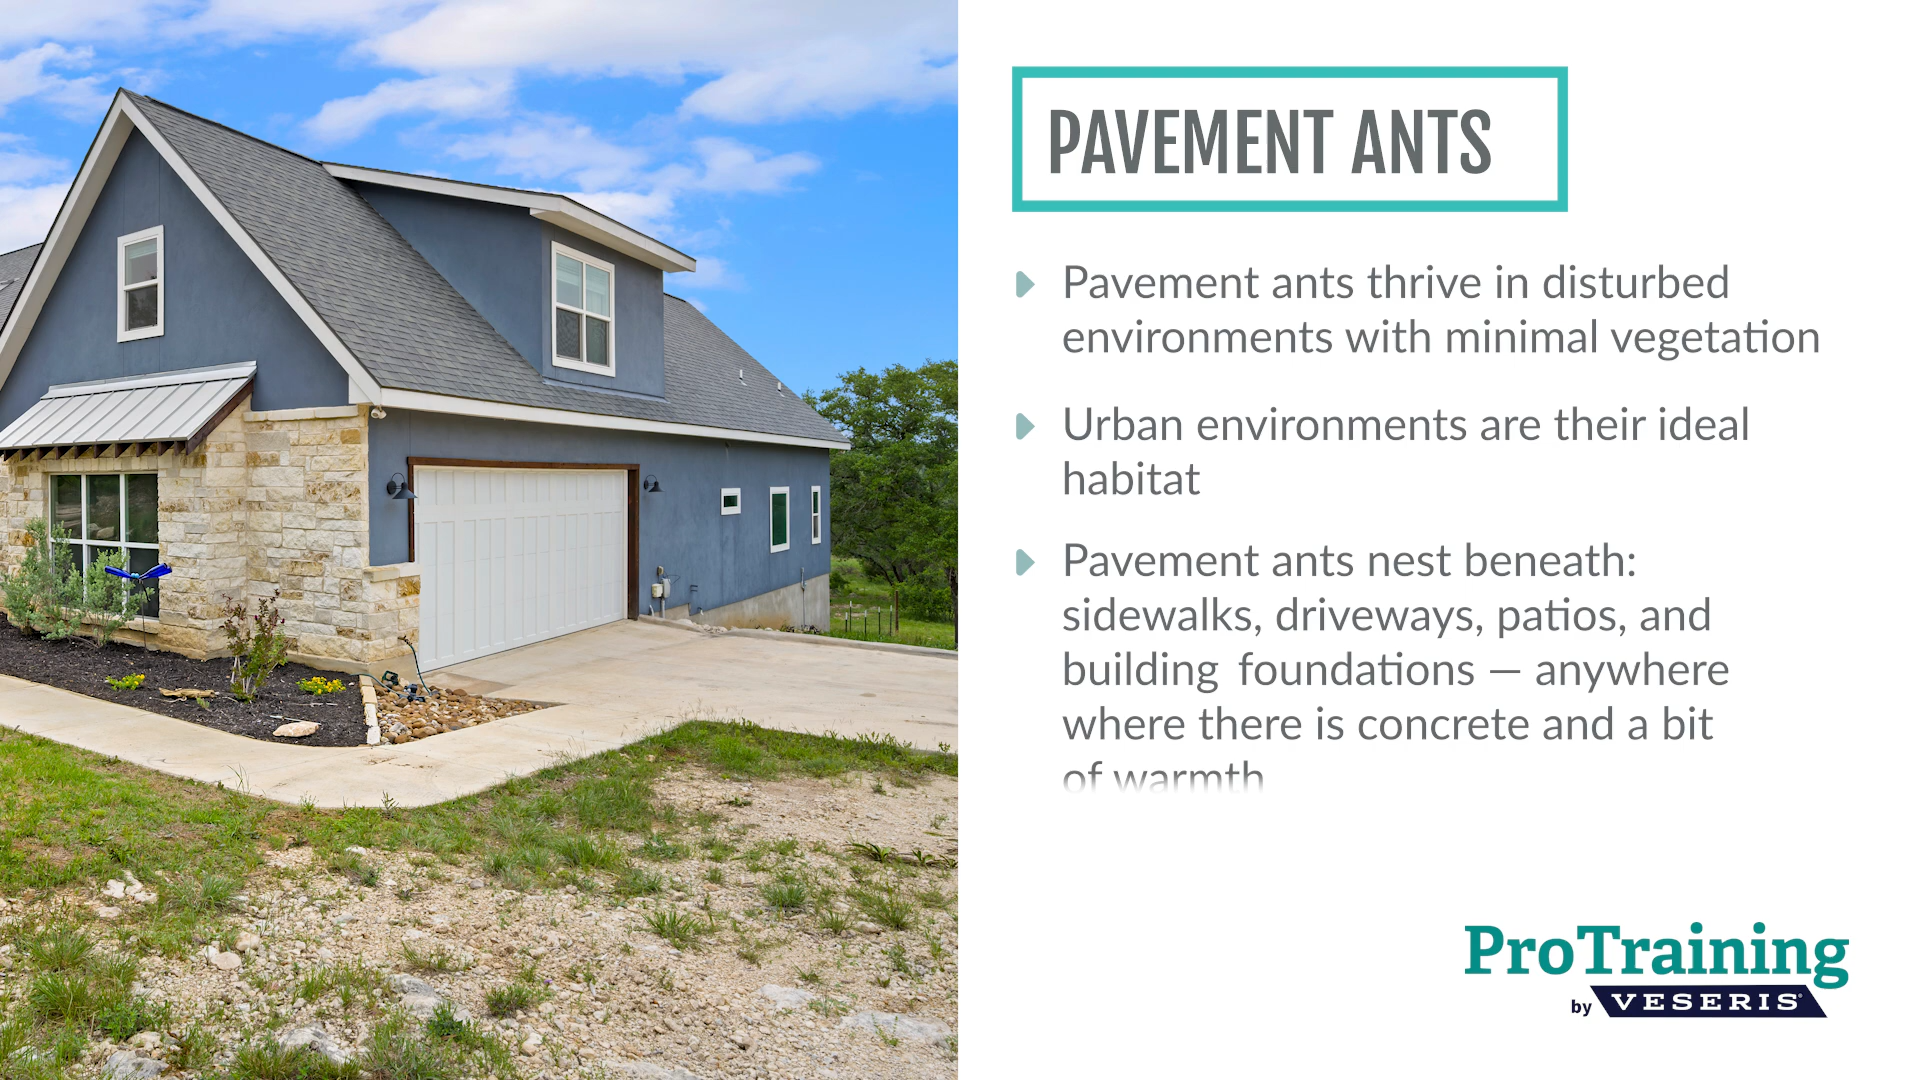 PAVEMENT ANTS
Pavement ants thrive in disturbed
environments with minimal vegetation
Urban environments are their ideal
habitat
Pavement ants nest beneath:
sidewalks, driveways, patios, and
building foundations — anywhere
where there is concrete and a bit
of warmth
ProTraining
by VESERIS